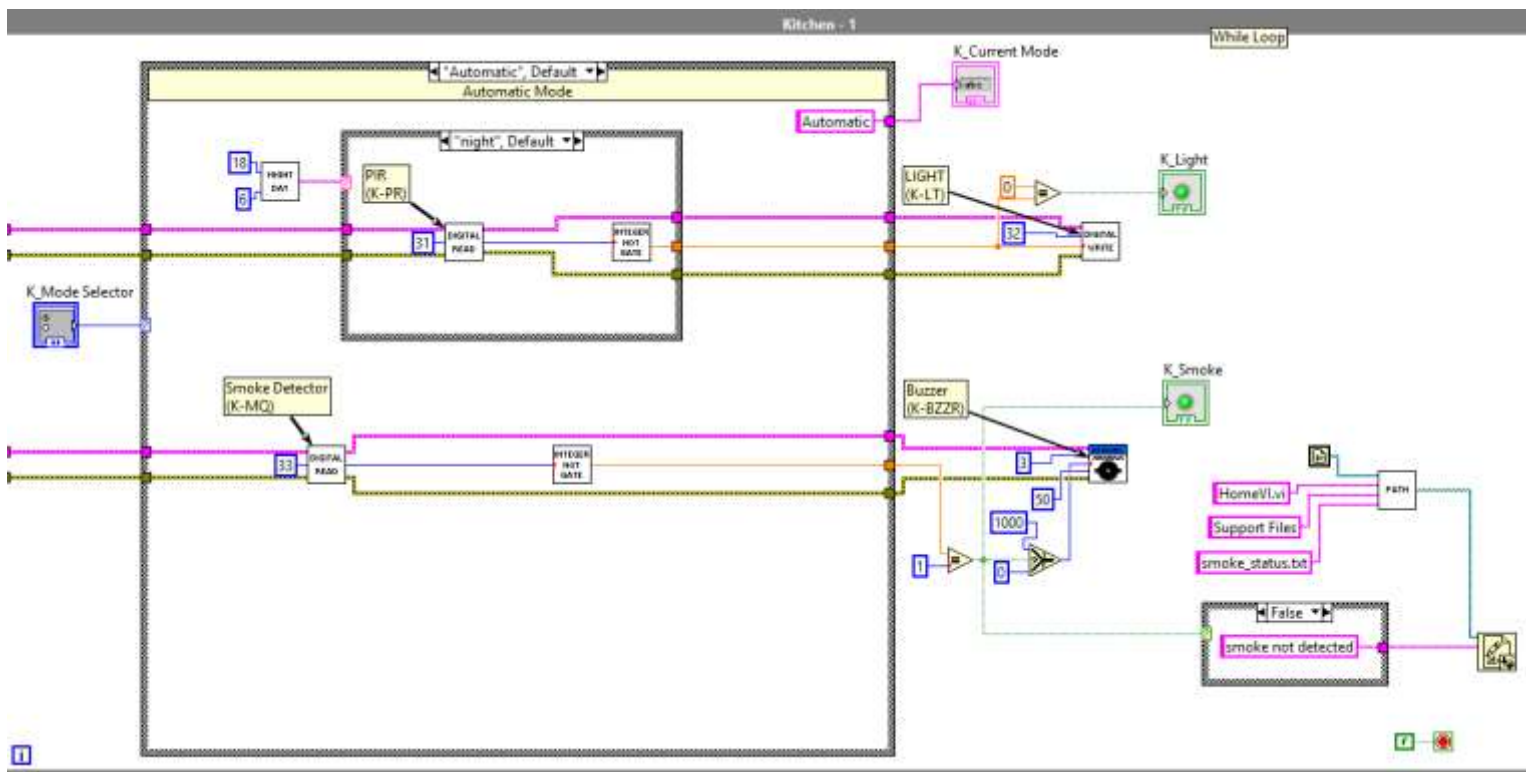 Kitchen - 1
While Loop
K_Current Mode
"Automatic", Default
Automatic Mode
Automatic
"night", Default
18
6
NIGHT
DAY
PIR
(K-PR)
31
DIGITAL
READ
INTEGER
NOT
GATE
LIGHT
(K-LT)
0
=
K_Light
32
DIGITAL
WRITE
K_Mode Selector
Smoke Detector
(K-MQ)
33
DIGITAL
READ
INTEGER
NOT
GATE
Buzzer
(K-BZZR)
K_Smoke
3
50
1000
1
=
0
HomeVI.vi
Support Files
smoke_status.txt
PATH
False
smoke not detected
i